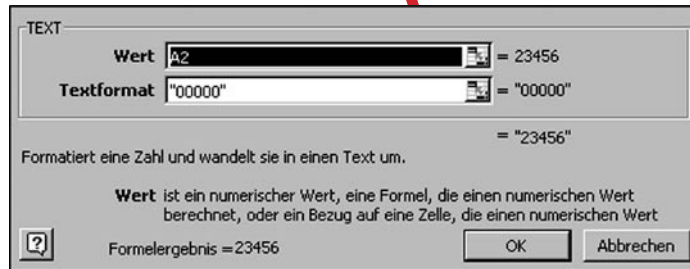 TEXT
Wert A2 = 23456
Textformat "00000" = "00000"
= "23456"
Formatiert eine Zahl und wandelt sie in einen Text um.
Wert ist ein numerischer Wert, eine Formel, die einen numerischen Wert
berechnet, oder ein Bezug auf eine Zelle, die einen numerischen Wert
? Formelergebnis =23456 OK Abbrechen